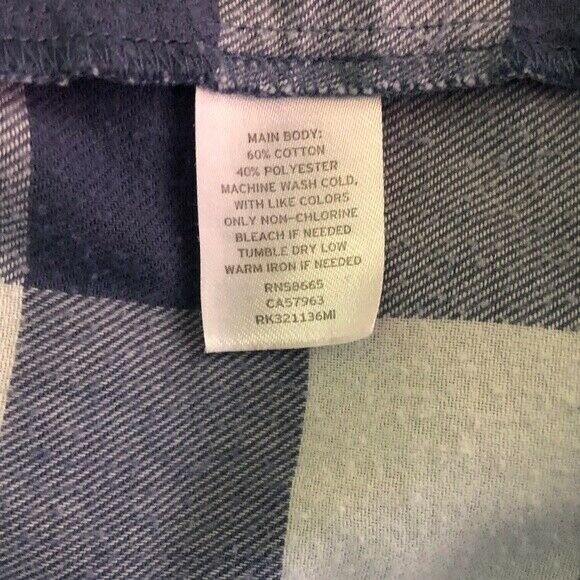 MAIN BODY:
60% COTTON
40% POLYESTER
MACHINE WASH COLD,
WITH LIKE COLORS
ONLY NON-CHLORINE
BLEACH IF NEEDED
TUMBLE DRY LOW
WARM IRON IF NEEDED
RN58665
CA57963
RK321136MI